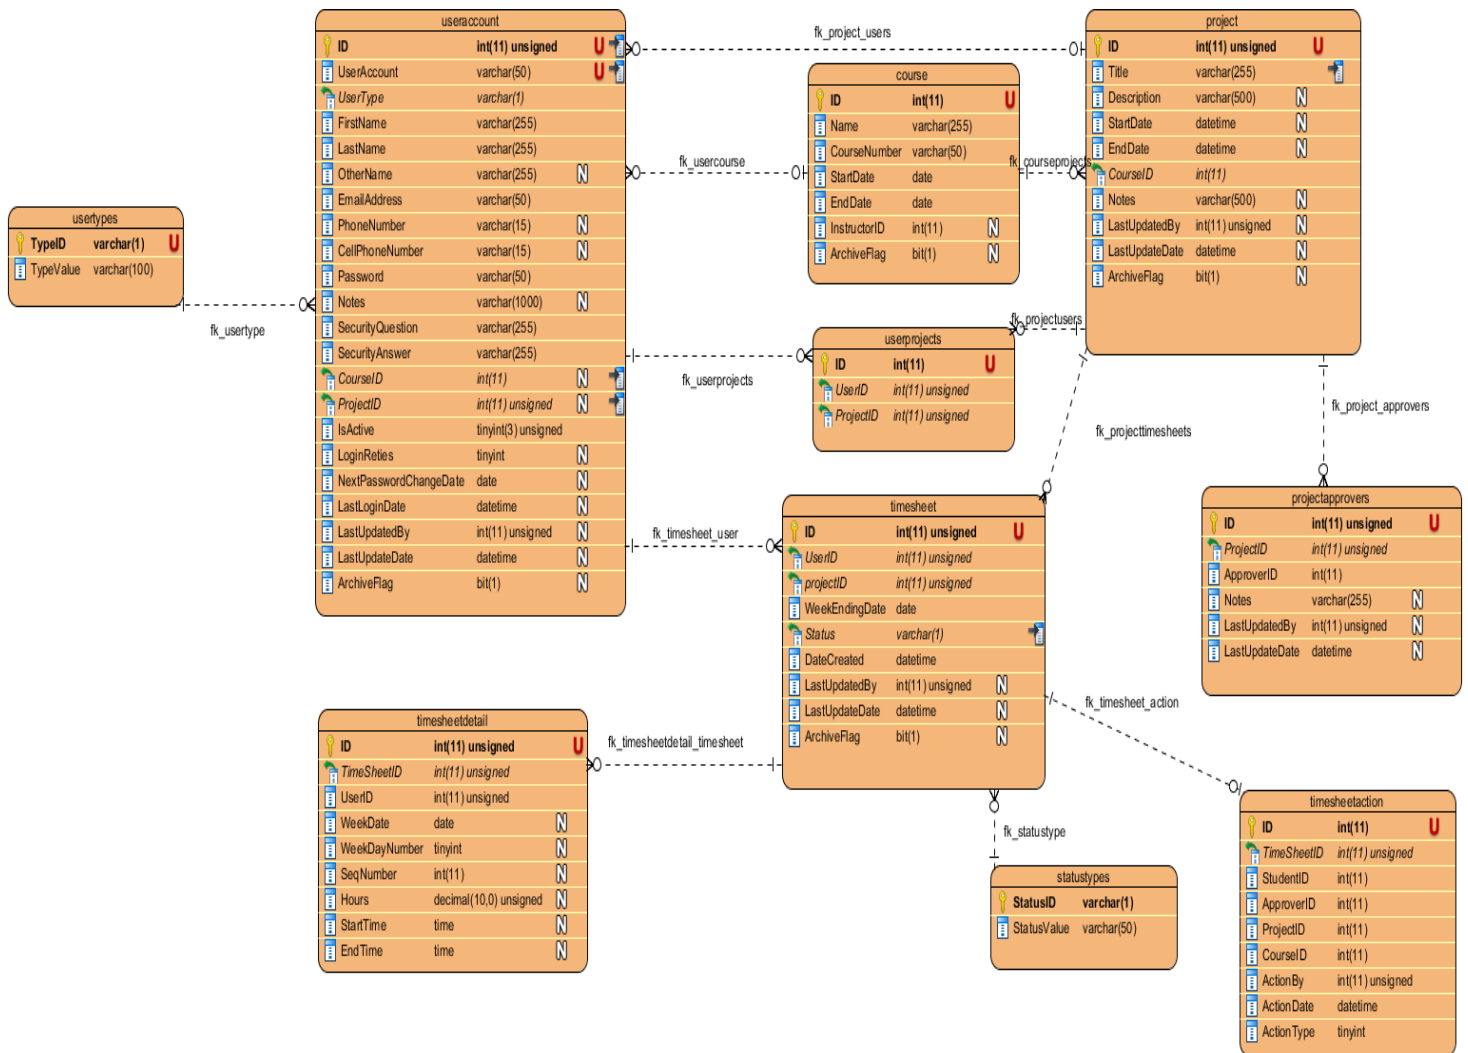 useraccount
ID int(11) unsigned U
UserAccount varchar(50) U
UserType varchar(1)
FirstName varchar(255)
LastName varchar(255)
OtherName varchar(255) N
EmailAddress varchar(50)
PhoneNumber varchar(15) N
CellPhoneNumber varchar(15) N
Password varchar(50)
Notes varchar(1000) N
SecurityQuestion varchar(255)
SecurityAnswer varchar(255)
CourseID int(11) N
ProjectID int(11) unsigned N
IsActive tinyint(3) unsigned
LoginReties tinyint N
NextPasswordChangeDate date N
LastLoginDate datetime N
LastUpdatedBy int(11) unsigned N
LastUpdateDate datetime N
ArchiveFlag bit(1) N
fk_project_users
project
ID int(11) unsigned U
Title varchar(255)
Description varchar(500) N
StartDate datetime N
EndDate datetime N
CourseID int(11)
Notes varchar(500) N
LastUpdatedBy int(11) unsigned N
LastUpdateDate datetime N
ArchiveFlag bit(1) N
course
ID int(11) U
Name varchar(255)
CourseNumber varchar(50)
StartDate date
EndDate date
InstructorID int(11) N
ArchiveFlag bit(1) N
fk_usercourse
fk_courseprojects
usertypes
TypeID varchar(1) U
TypeValue varchar(100)
fk_usertype
fk_projectusers
userprojects
ID int(11) U
UserID int(11) unsigned
ProjectID int(11) unsigned
fk_userprojects
fk_project_approvers
fk_projecttimesheets
projectapprovers
ID int(11) unsigned U
ProjectID int(11) unsigned
ApproverID int(11)
Notes varchar(255) N
LastUpdatedBy int(11) unsigned N
LastUpdateDate datetime N
timesheet
ID int(11) unsigned U
UserID int(11) unsigned
projectID int(11) unsigned
WeekEndingDate date
Status varchar(1)
DateCreated datetime
LastUpdatedBy int(11) unsigned N
LastUpdateDate datetime N
ArchiveFlag bit(1) N
fk_timesheet_user
fk_timesheet_action
timesheetdetail
ID int(11) unsigned U
TimeSheetID int(11) unsigned
UserID int(11) unsigned
WeekDate date N
WeekDayNumber tinyint N
SeqNumber int(11) N
Hours decimal(10,0) unsigned N
StartTime time N
EndTime time N
fk_timesheetdetail_timesheet
fk_statustype
statustypes
StatusID varchar(1)
StatusValue varchar(50)
timesheetaction
ID int(11) U
TimeSheetID int(11) unsigned
StudentID int(11)
ApproverID int(11)
ProjectID int(11)
CourseID int(11)
ActionBy int(11) unsigned
ActionDate datetime
ActionType tinyint